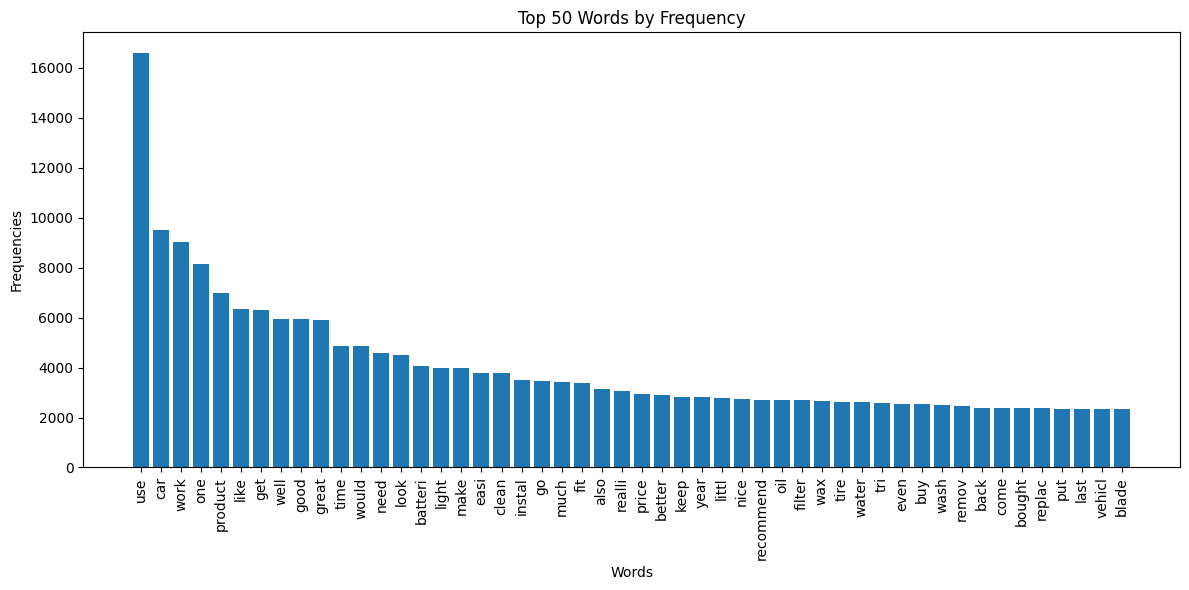 Top 50 Words by Frequency
Frequencies
16000
14000
12000
10000
8000
6000
4000
2000
0
use
car
work
one
product
like
get
well
good
great
time
would
need
look
batteri
light
make
easi
clean
instal
go
much
fit
also
realli
price
better
keep
year
littl
nice
recommend
oil
filter
wax
tire
water
tri
even
buy
wash
remov
back
come
bought
replac
put
last
vehicl
blade
Words